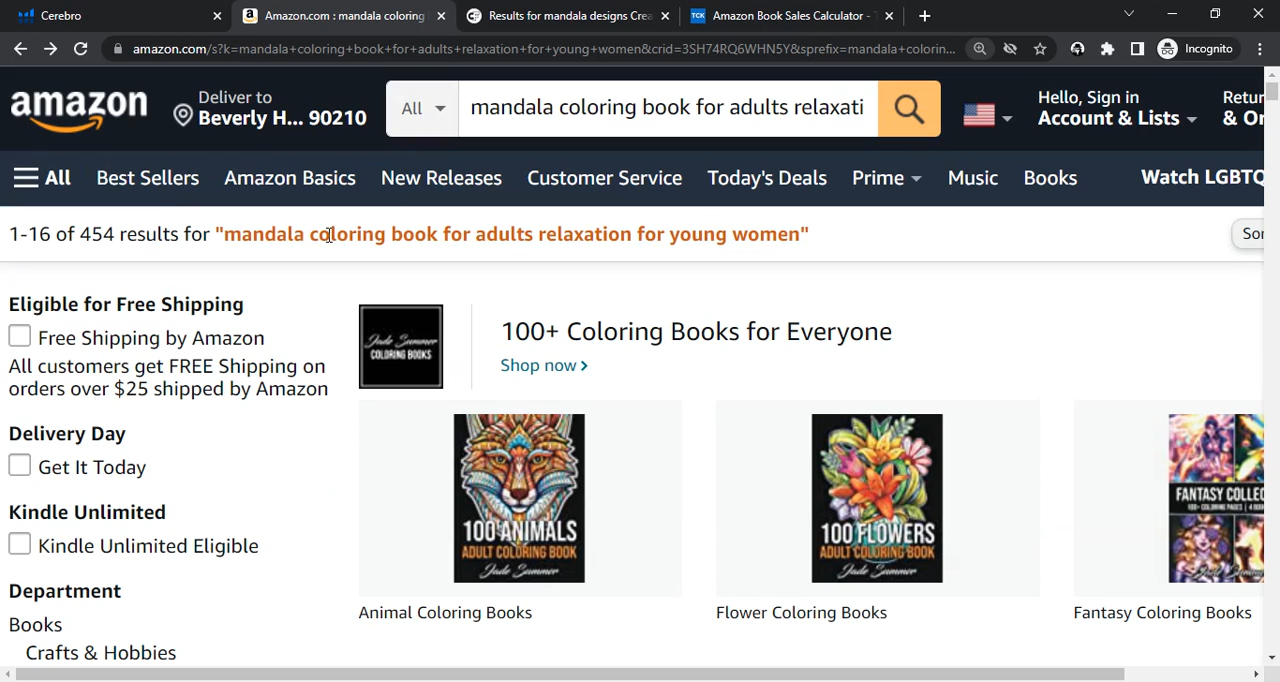 Cerebro
Amazon.com : mandala coloring
Results for mandala designs Crea
TCK Amazon Book Sales Calculator - T
amazon.com/s?k=mandala+coloring+book+for+adults+relaxation+for+young+women&crid=3SH74RQ6WHN5Y&sprefix=mandala+colorin...
Incognito
amazon
Deliver to
Beverly H... 90210
All
mandala coloring book for adults relaxati
Hello, Sign in
Account & Lists
Retur
& Or
All
Best Sellers
Amazon Basics
New Releases
Customer Service
Today's Deals
Prime
Music
Books
Watch LGBTQ
1-16 of 454 results for "mandala coloring book for adults relaxation for young women"
Sor
Eligible for Free Shipping
Free Shipping by Amazon
All customers get FREE Shipping on
orders over $25 shipped by Amazon
Delivery Day
Get It Today
Kindle Unlimited
Kindle Unlimited Eligible
Department
Books
Crafts & Hobbies
Jade Summer
COLORING BOOKS
100+ Coloring Books for Everyone
Shop now ›
100 ANIMALS
ADULT COLORING BOOK
Jade Summer
Animal Coloring Books
100 FLOWERS
ADULT COLORING BOOK
Jade Summer
Flower Coloring Books
FANTASY COLLEC
Fantasy Coloring Books